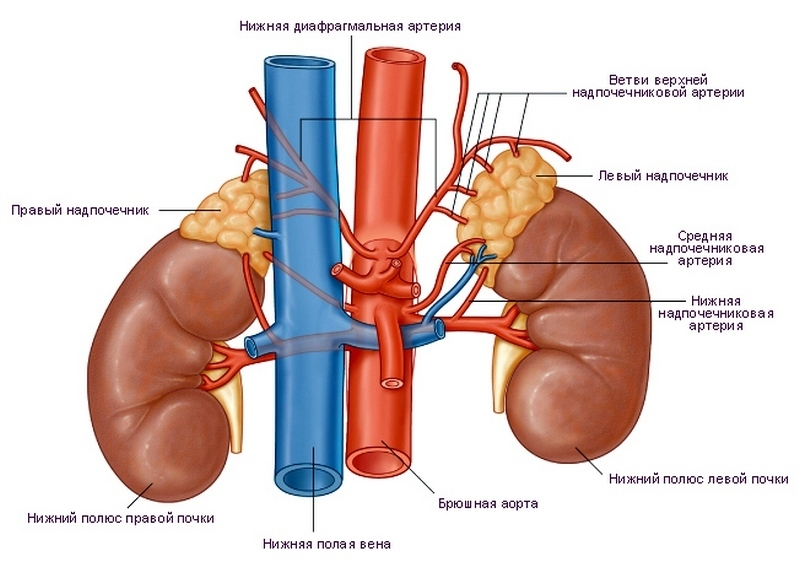 Нижняя диафрагмальная артерия
Ветви верхней
надпочечниковой артерии
Левый надпочечник
Правый надпочечник
Средняя
надпочечниковая
артерия
Нижняя
надпочечниковая
артерия
Нижний полюс левой почки
Брюшная аорта
Нижний полюс правой почки
Нижняя полая вена